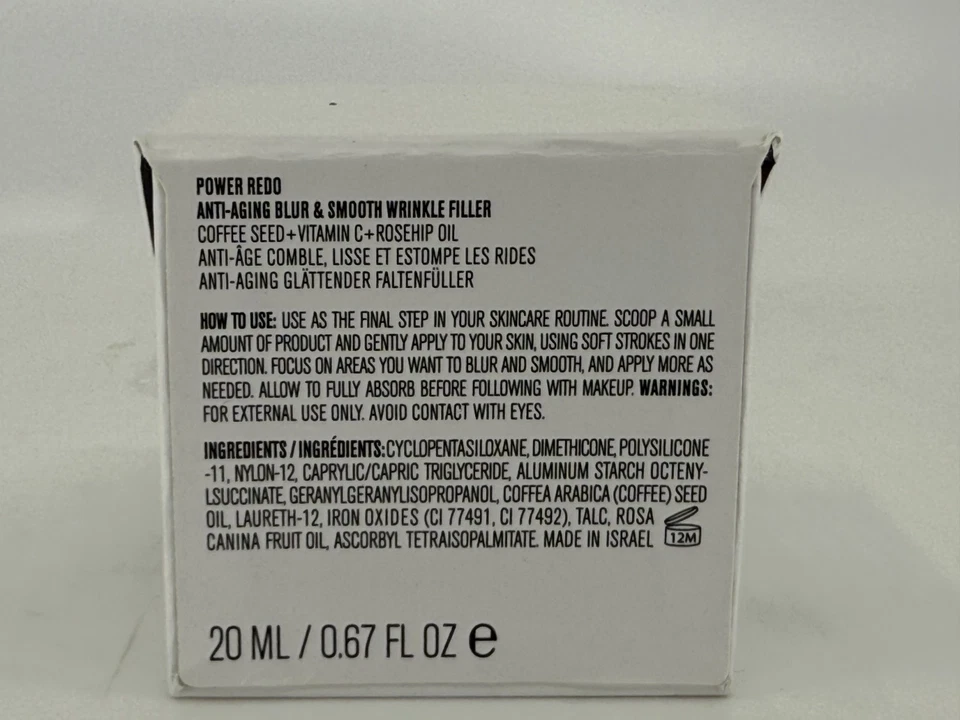 POWER REDO
ANTI-AGING BLUR & SMOOTH WRINKLE FILLER
COFFEE SEED+VITAMIN C+ROSEHIP OIL
ANTI-ÂGE COMBLE, LISSE ET ESTOMPE LES RIDES
ANTI-AGING GLÄTTENDER FALTENFÜLLER
HOW TO USE: USE AS THE FINAL STEP IN YOUR SKINCARE ROUTINE. SCOOP A SMALL
AMOUNT OF PRODUCT AND GENTLY APPLY TO YOUR SKIN, USING SOFT STROKES IN ONE
DIRECTION. FOCUS ON AREAS YOU WANT TO BLUR AND SMOOTH, AND APPLY MORE AS
NEEDED. ALLOW TO FULLY ABSORB BEFORE FOLLOWING WITH MAKEUP. WARNINGS:
FOR EXTERNAL USE ONLY. AVOID CONTACT WITH EYES.
INGREDIENTS / INGRÉDIENTS: CYCLOPENTASILOXANE, DIMETHICONE, POLYSILICONE
-11, NYLON-12, CAPRYLIC/CAPRIC TRIGLYCERIDE, ALUMINUM STARCH OCTENY-
LSUCCINATE, GERANYLGERANYLISOPROPANOL, COFFEA ARABICA (COFFEE) SEED
OIL, LAURETH-12, IRON OXIDES (CI 77491, CI 77492), TALC, ROSA
CANINA FRUIT OIL, ASCORBYL TETRAISOPALMITATE. MADE IN ISRAEL 12M
20 ML / 0.67 FL OZ e